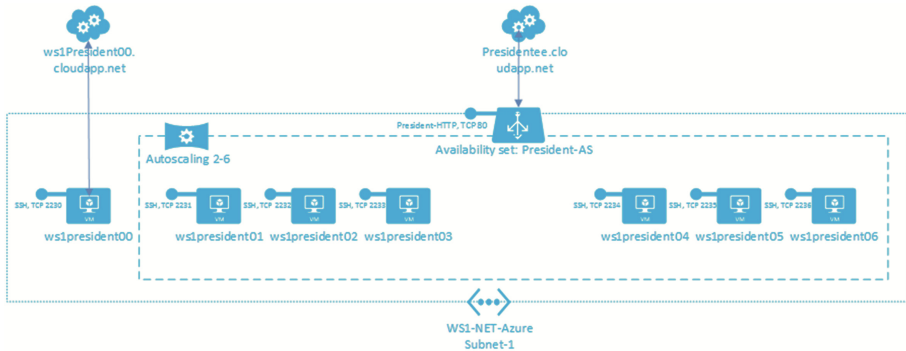 ws1President00.
cloudapp.net
Presidentee.clo
udapp.net
President-HTTP, TCP 80
Availability set: President-AS
Autoscaling 2-6
SSH, TCP 2230
SSH, TCP 2231
SSH, TCP 2232
SSH, TCP 2233
SSH, TCP 2234
SSH, TCP 2235
SSH, TCP 2236
VM
VM
VM
VM
VM
VM
VM
ws1president00
ws1president01
ws1president02
ws1president03
ws1president04
ws1president05
ws1president06
WS1-NET-Azure
Subnet-1